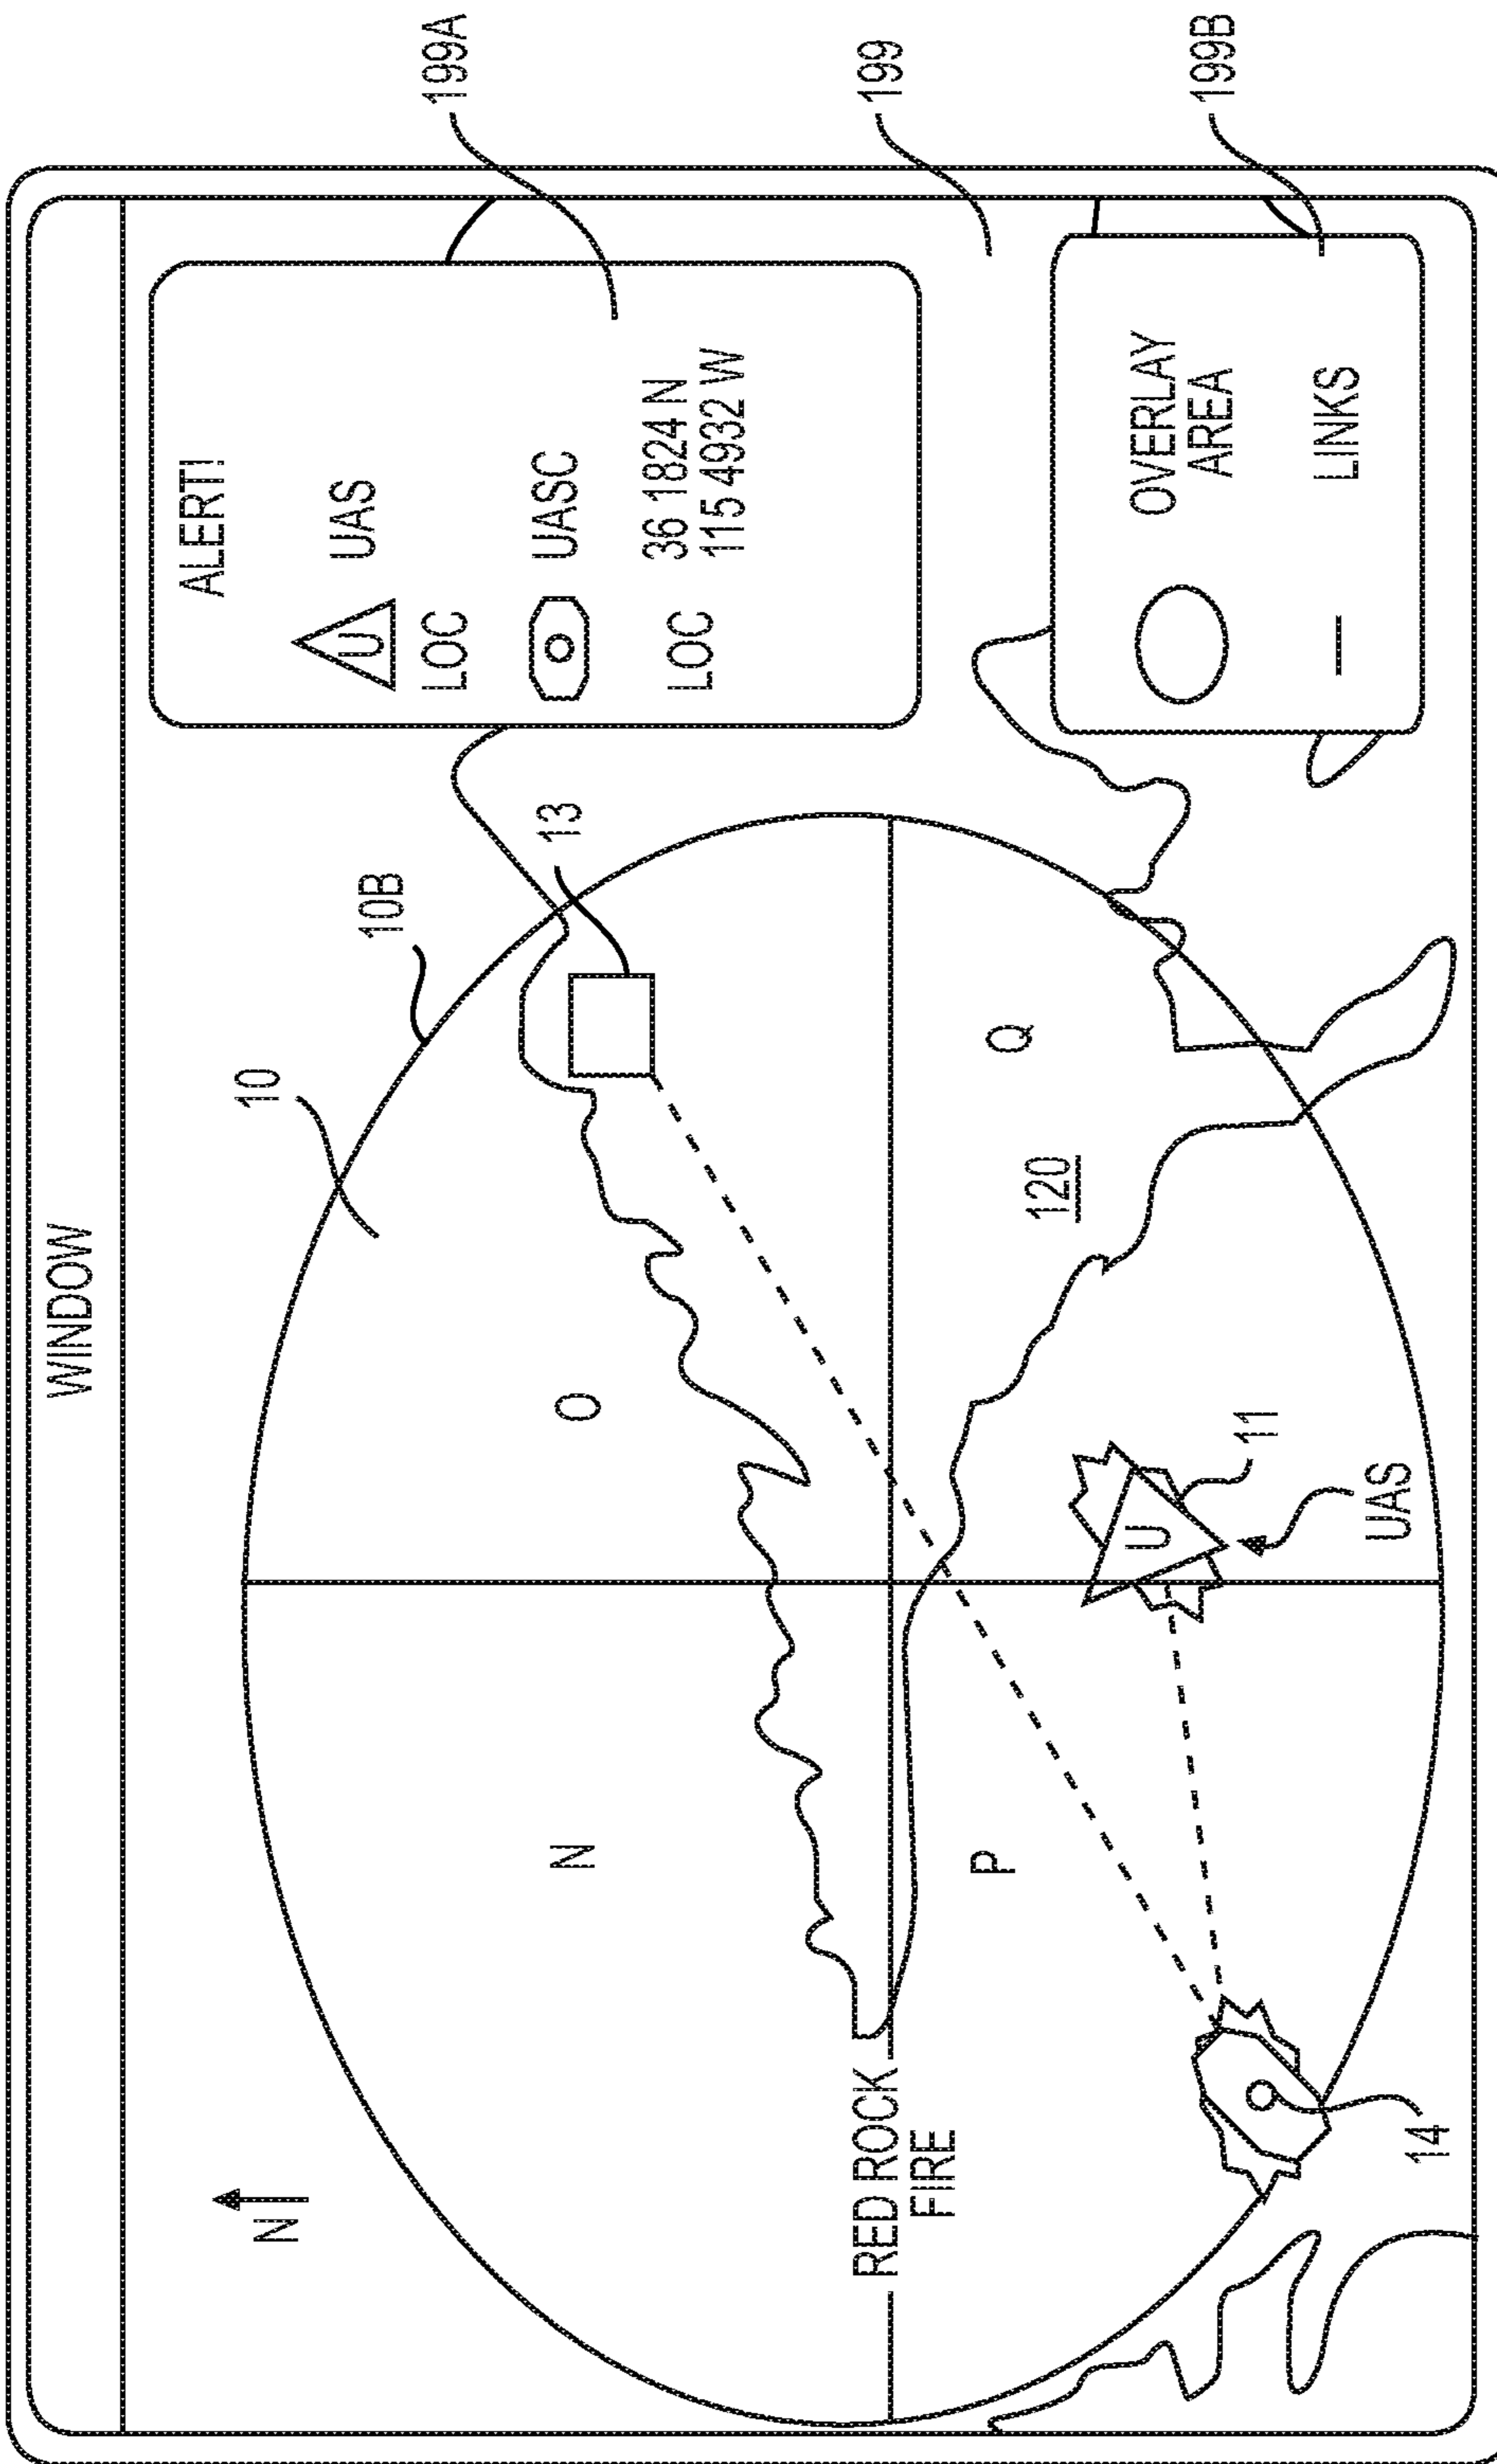 WINDOW
N
10
10B
13
ALERT!
U UAS
LOC
UASC
LOC 36 1824 N
115 4932 W
199A
N
O
RED ROCK
FIRE
P
Q
120
199
U
11
UAS
14
OVERLAY
AREA
LINKS
199B